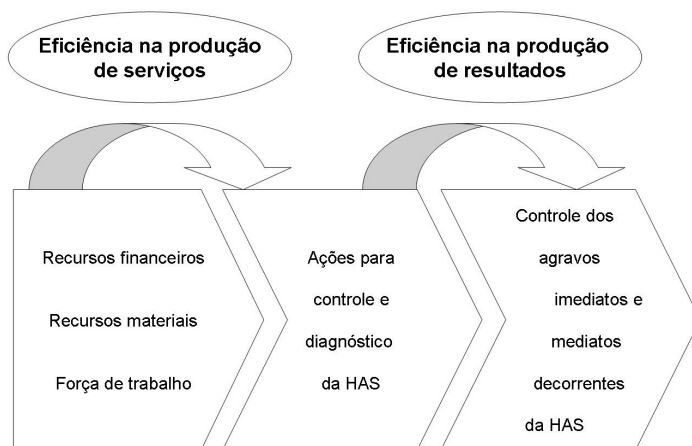 Eficiência na produção
de serviços
Eficiência na produção
de resultados
Recursos financeiros
Recursos materiais
Força de trabalho
Ações para
controle e
diagnóstico
da HAS
Controle dos
agravos
imediatos e
mediatos
decorrentes
da HAS